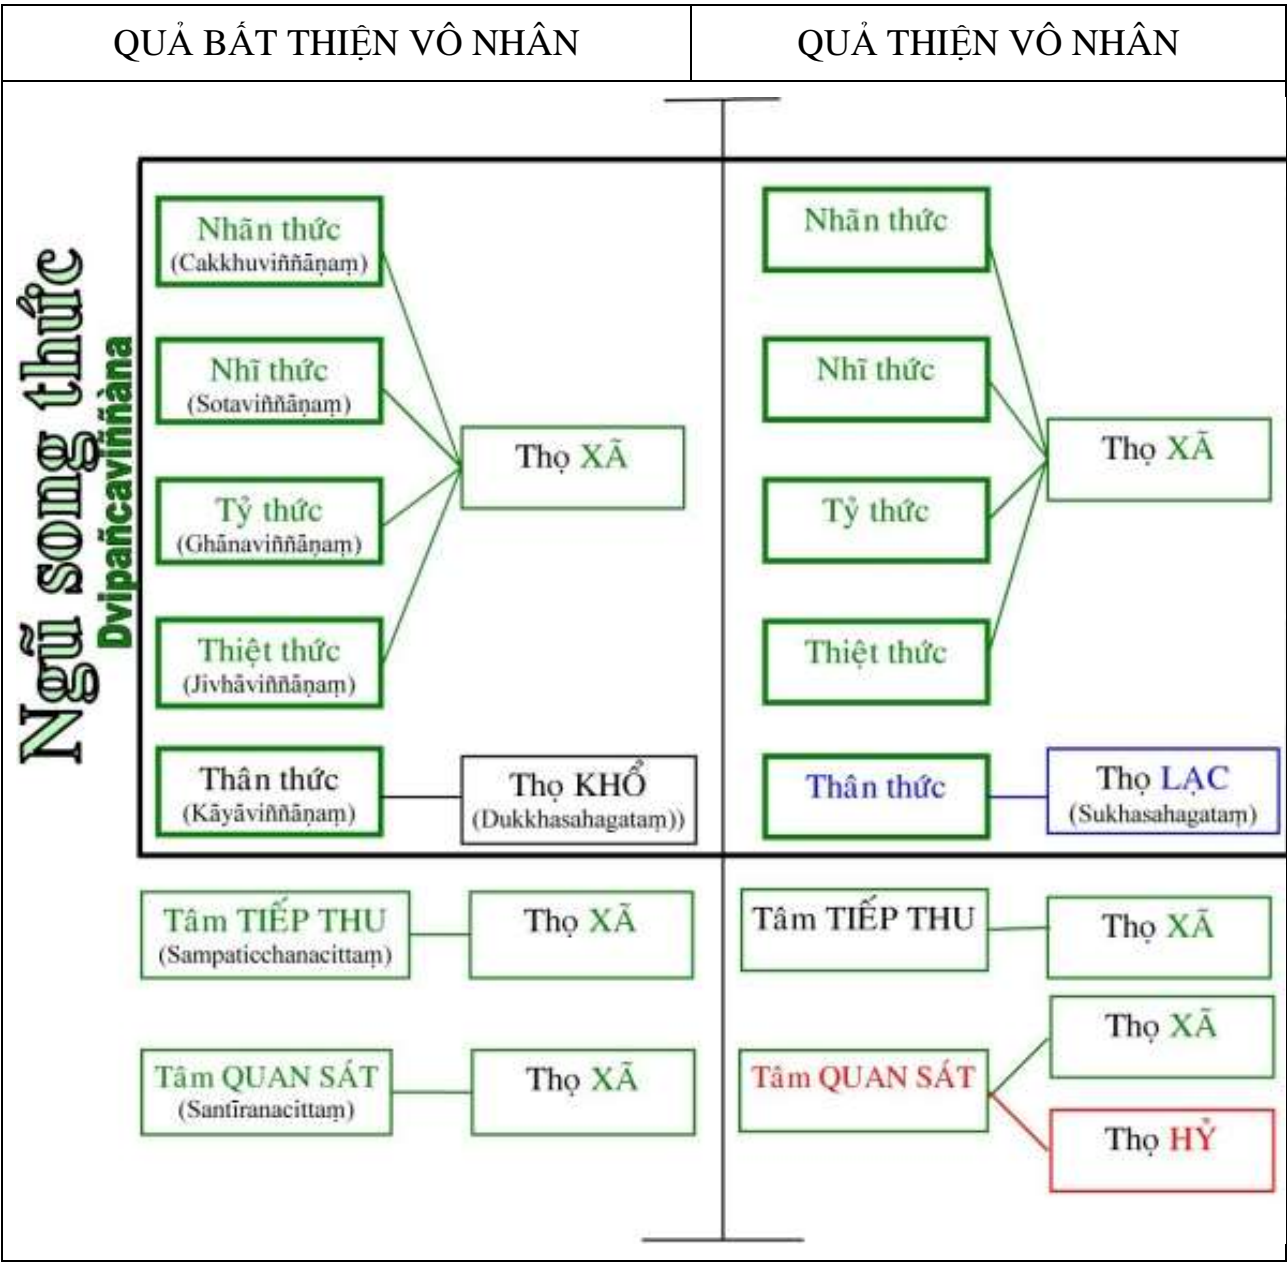 QUẢ BẤT THIỆN VÔ NHÂN
QUẢ THIỆN VÔ NHÂN
Ngũ song thức
Dvipañcaviññàna
Nhãn thức
(Cakkhuviññāṇaṃ)
Nhĩ thức
(Sotaviññāṇaṃ)
Thọ XÃ
Tỷ thức
(Ghānaviññāṇaṃ)
Thiệt thức
(Jivhāviññāṇaṃ)
Thân thức
(Kāyāviññāṇaṃ)
Thọ KHỔ
(Dukkhasahagataṃ))
Nhãn thức
Nhĩ thức
Thọ XÃ
Tỷ thức
Thiệt thức
Thân thức
Thọ LẠC
(Sukhasahagataṃ)
Tâm TIẾP THU
(Sampaticchanacittaṃ)
Thọ XÃ
Tâm QUAN SÁT
(Santīranacittaṃ)
Thọ XÃ
Tâm TIẾP THU
Thọ XÃ
Tâm QUAN SÁT
Thọ XÃ
Thọ HỶ